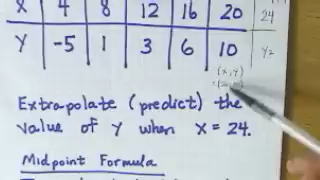 X 4 8 12 16 20 24
Y -5 1 3 6 10 Y=
(x, y)
Extrapolate (predict) the
value of Y when X = 24.
Midpoint Formula